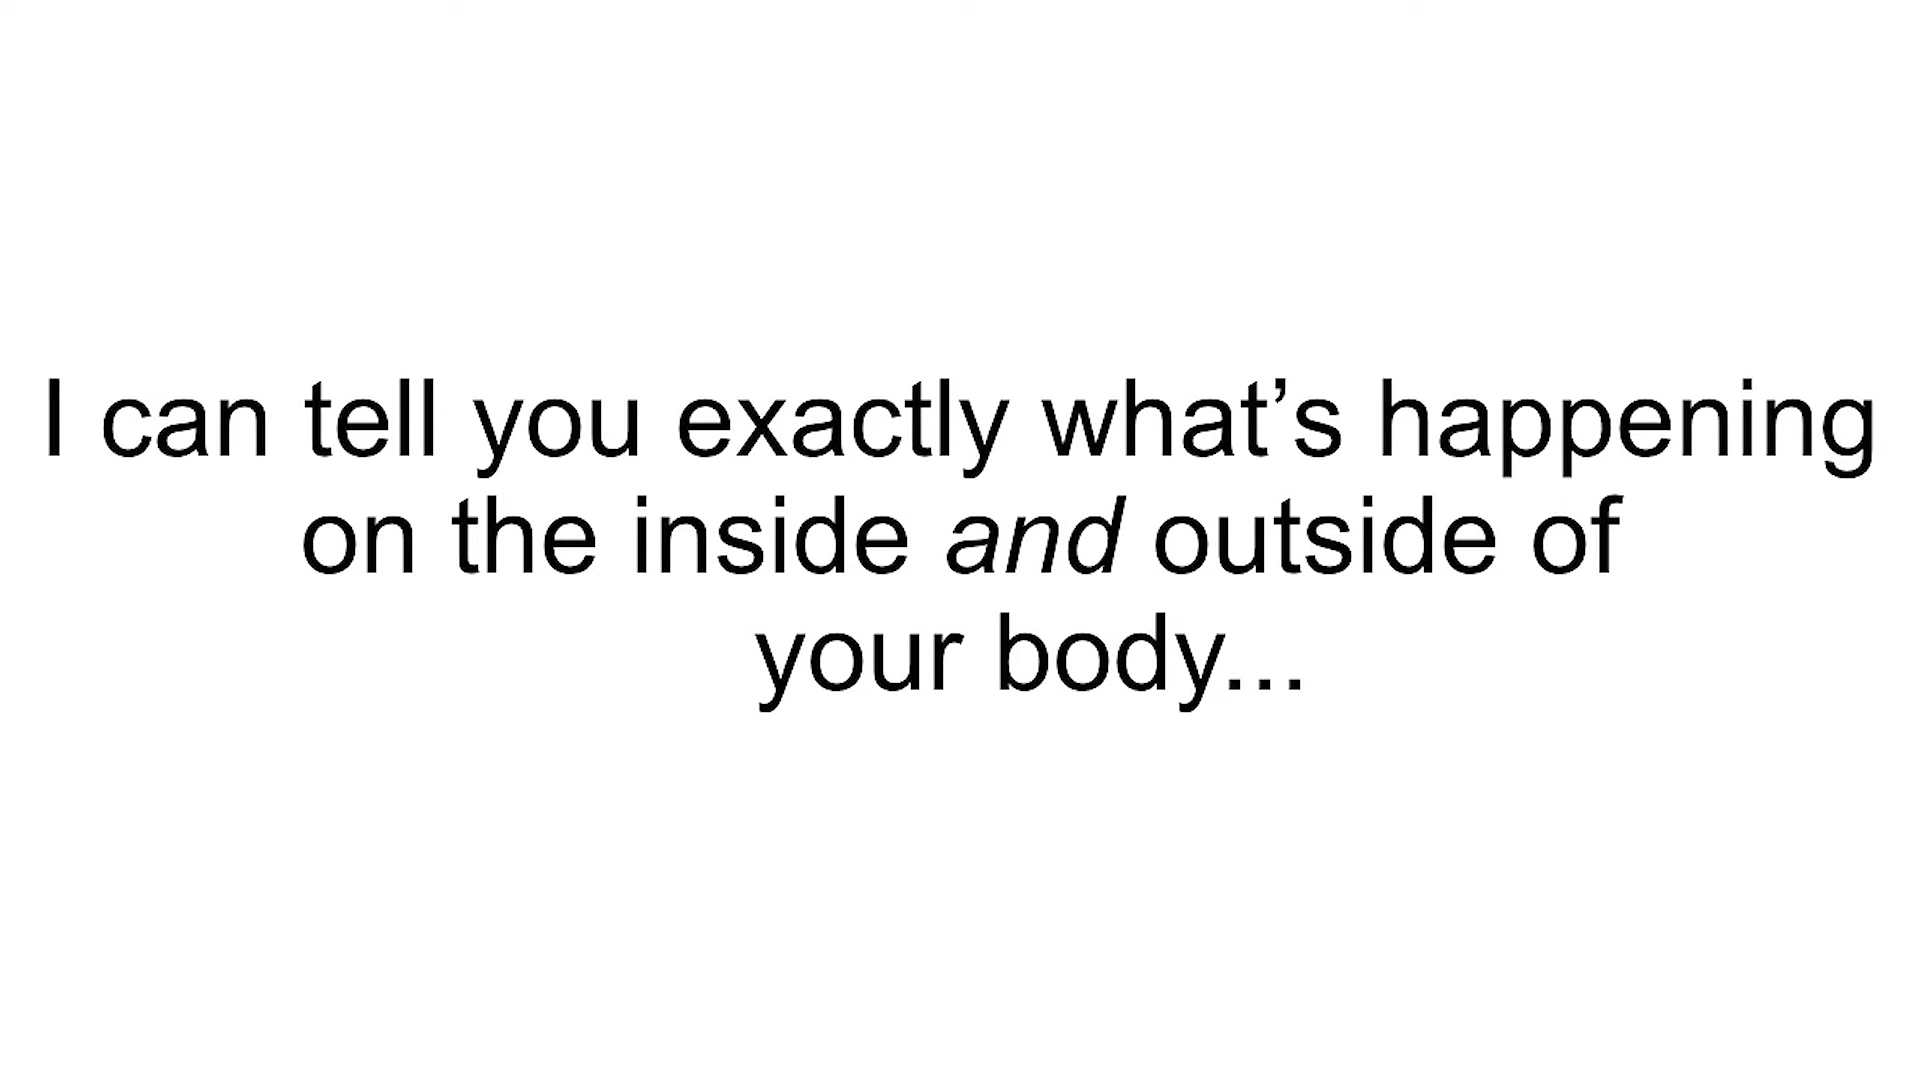 I can tell you exactly what’s happening
on the inside and outside of
your body...